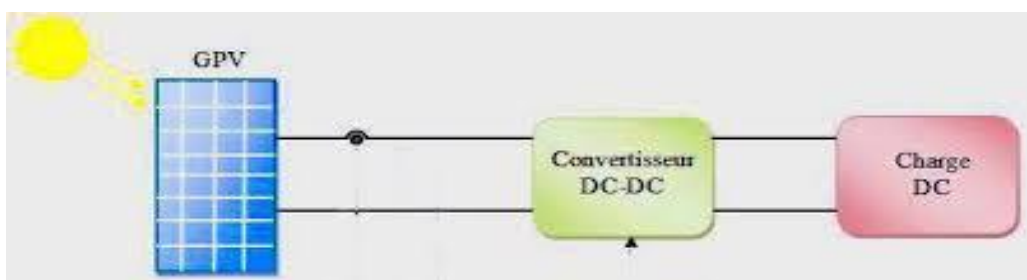 GPV
Convertisseur
DC-DC
Charge
DC